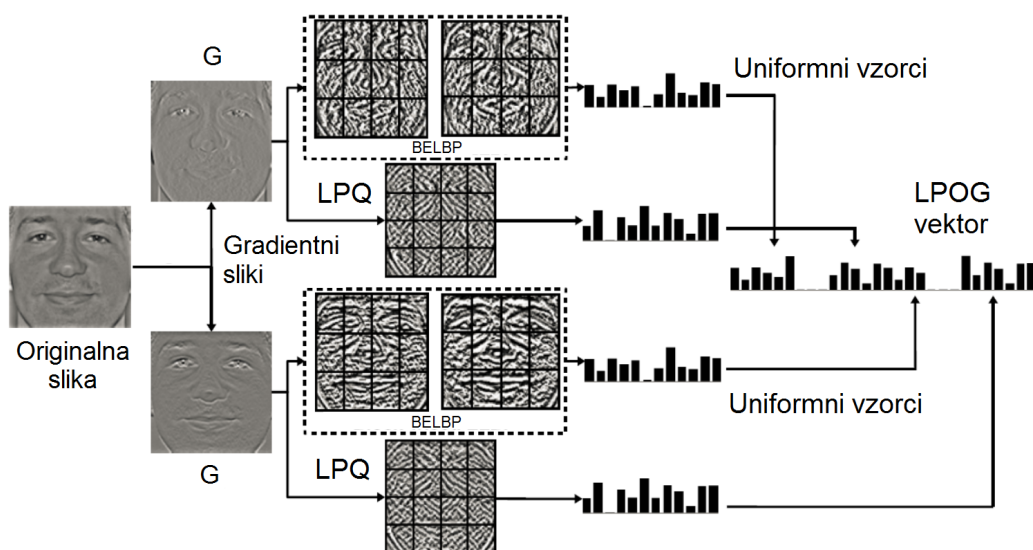 G
BELBP
Uniformni vzorci
LPQ
LPOG
vektor
Gradientni
sliki
Originalna
slika
BELBP
Uniformni vzorci
G
LPQ